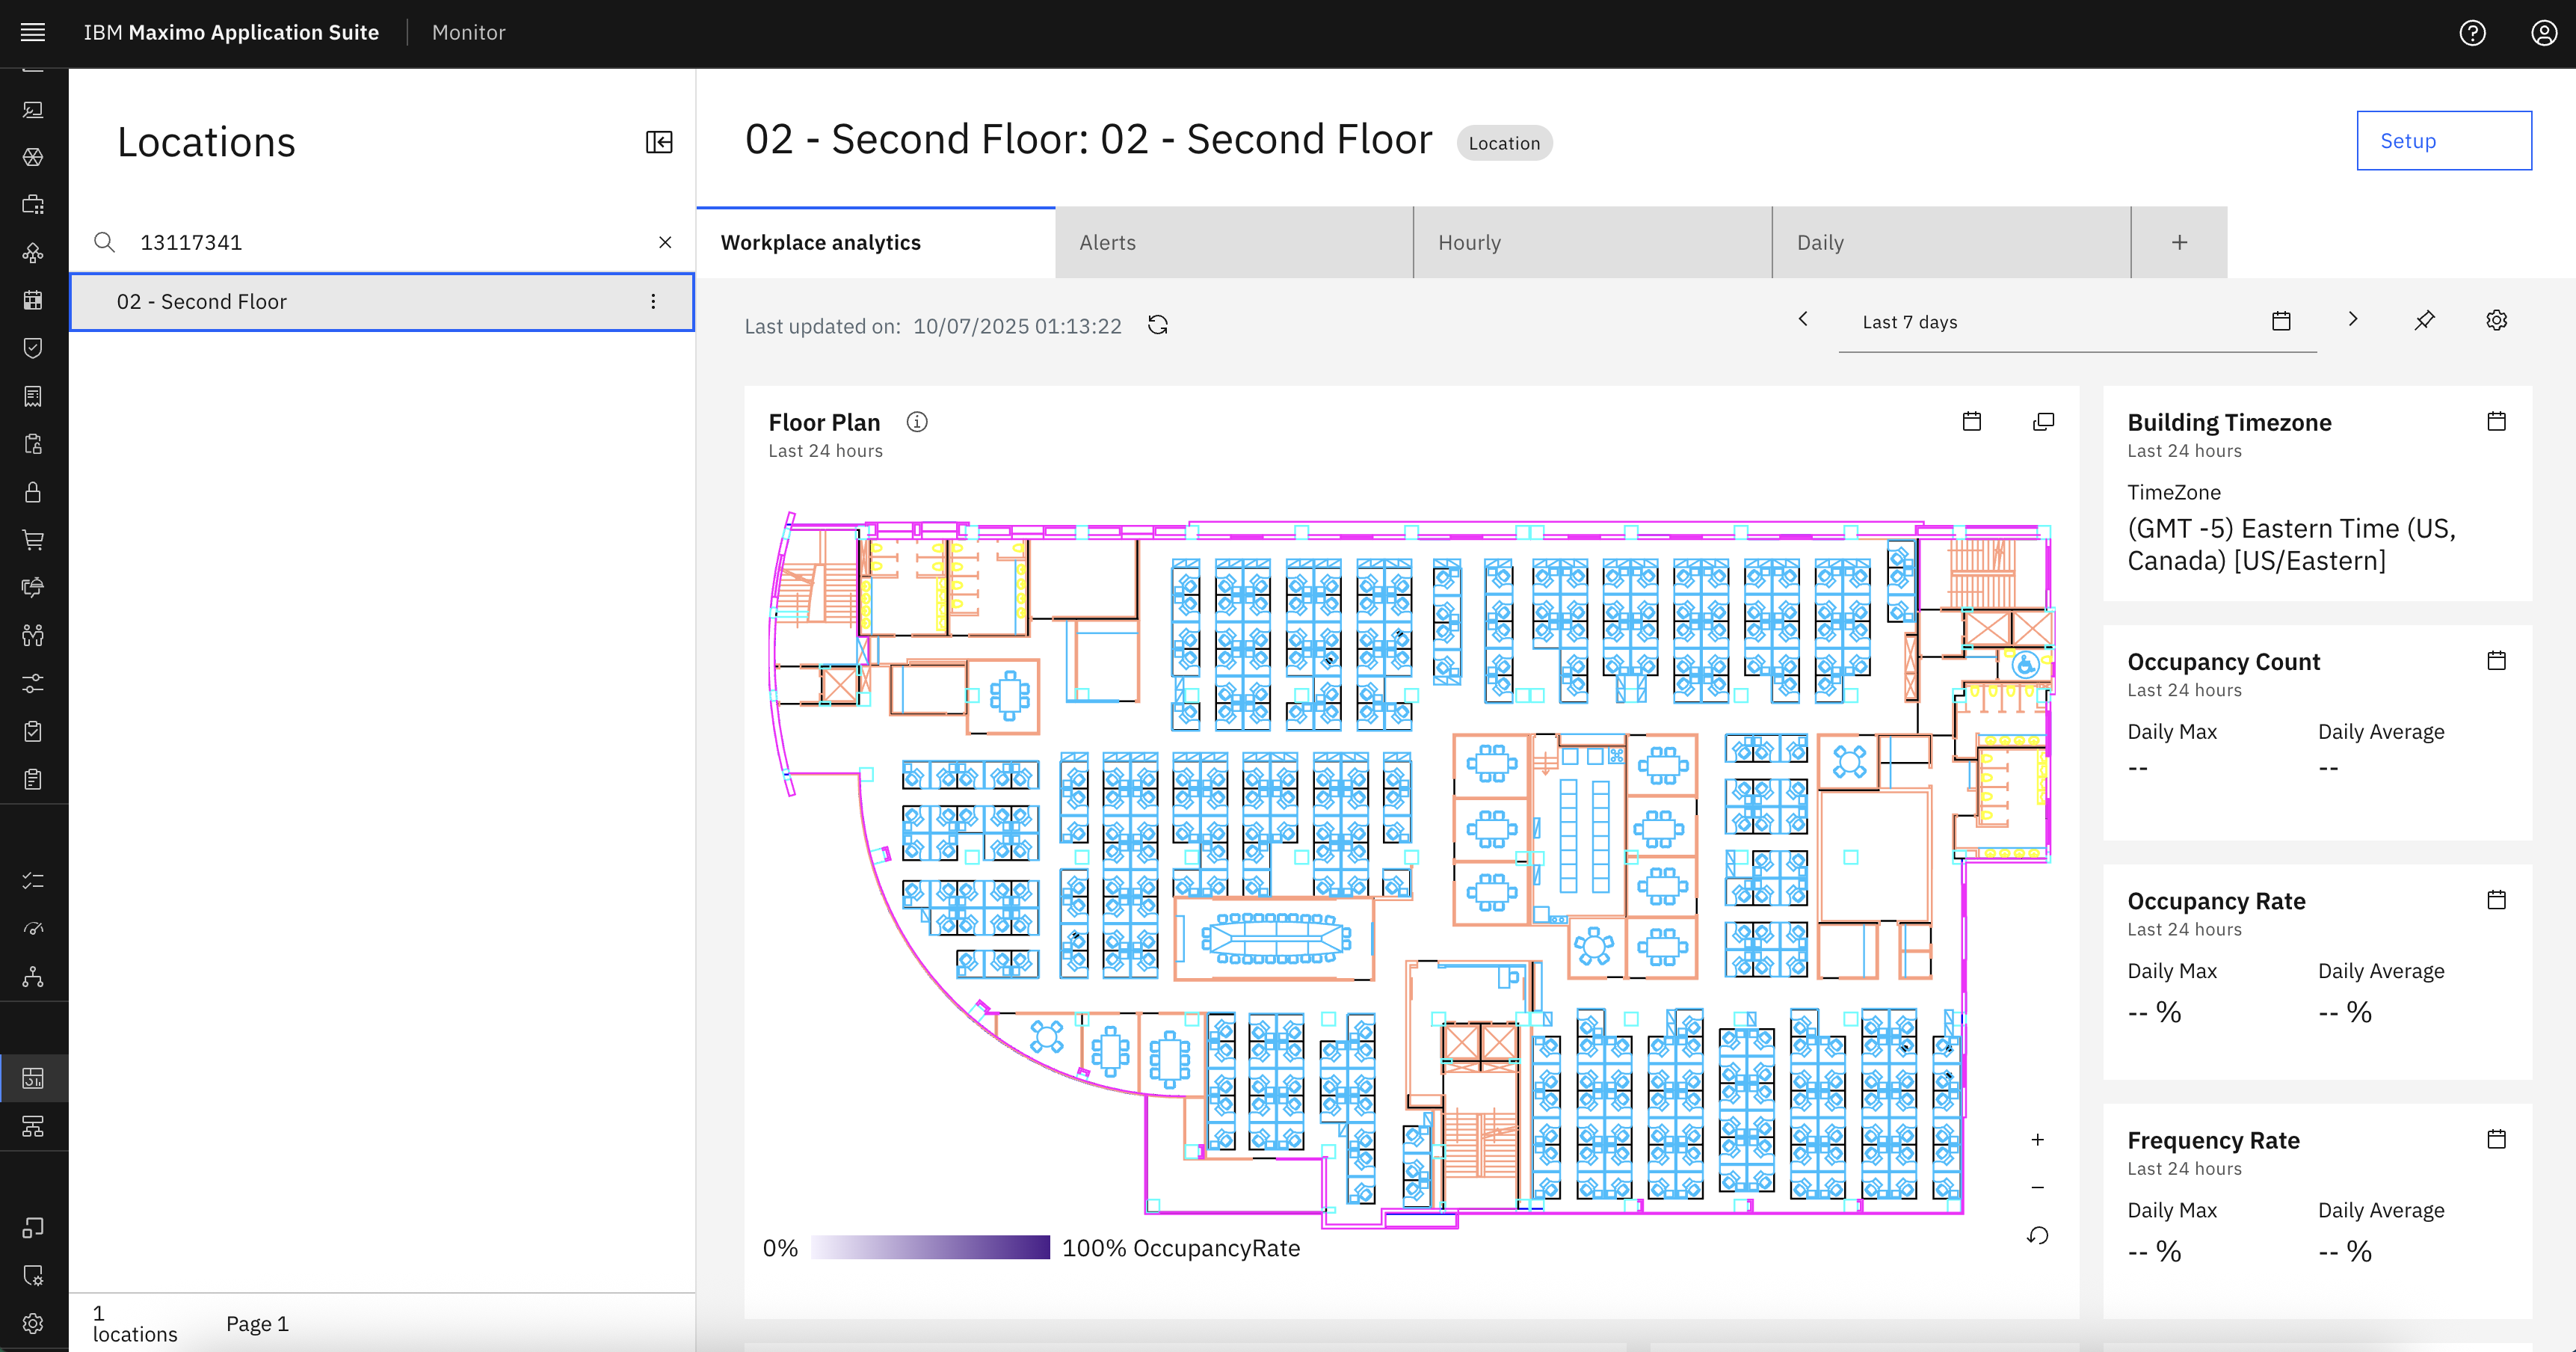 IBM Maximo Application Suite
Monitor
Locations
13117341
02 - Second Floor
1 locations
Page 1
02 - Second Floor: 02 - Second Floor
Location
Setup
Workplace analytics
Alerts
Hourly
Daily
Last updated on: 10/07/2025 01:13:22
Last 7 days
Floor Plan
Last 24 hours
0%
100% OccupancyRate
Building Timezone
Last 24 hours
TimeZone
(GMT -5) Eastern Time (US,
Canada) [US/Eastern]
Occupancy Count
Last 24 hours
Daily Max
Daily Average
--
--
Occupancy Rate
Last 24 hours
Daily Max
Daily Average
-- %
-- %
Frequency Rate
Last 24 hours
Daily Max
Daily Average
-- %
-- %